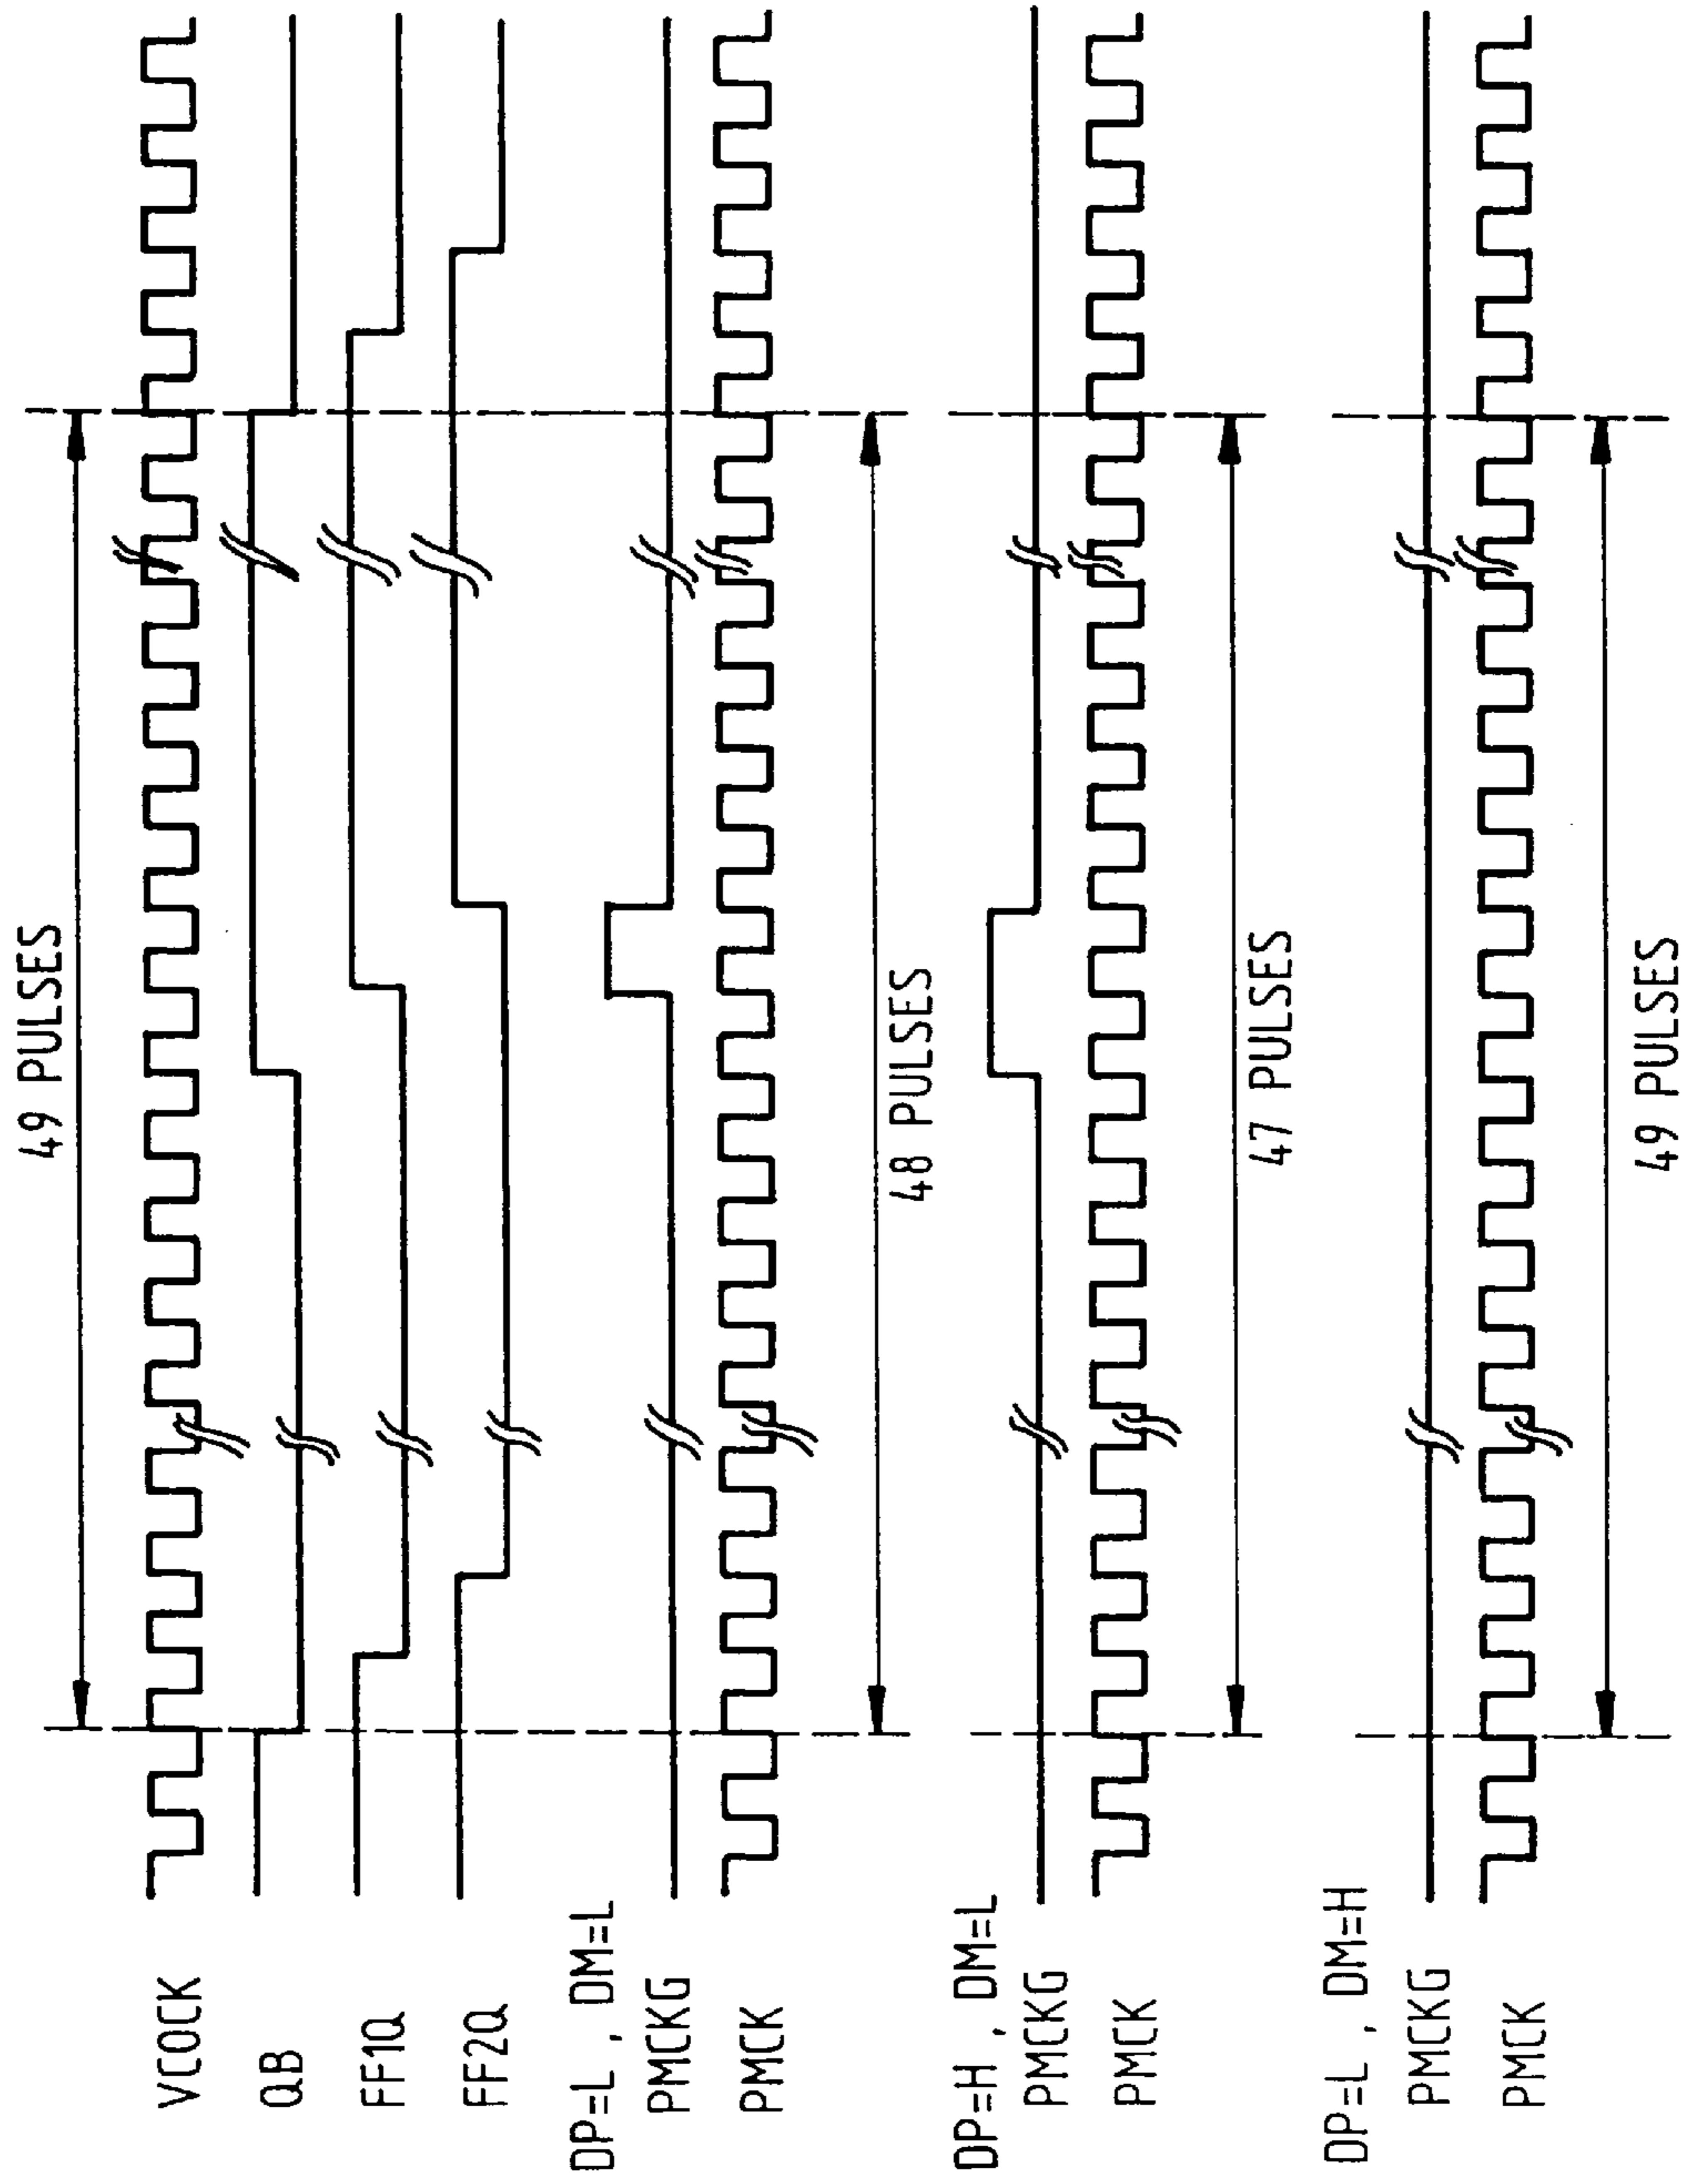 49 PULSES
VCOCK
QB
FF1Q
FF2Q
DP=L , DM=L
PMCKG
PMCK
48 PULSES
DP=H , DM=L
PMCKG
PMCK
47 PULSES
DP=L , DM=H
PMCKG
PMCK
49 PULSES